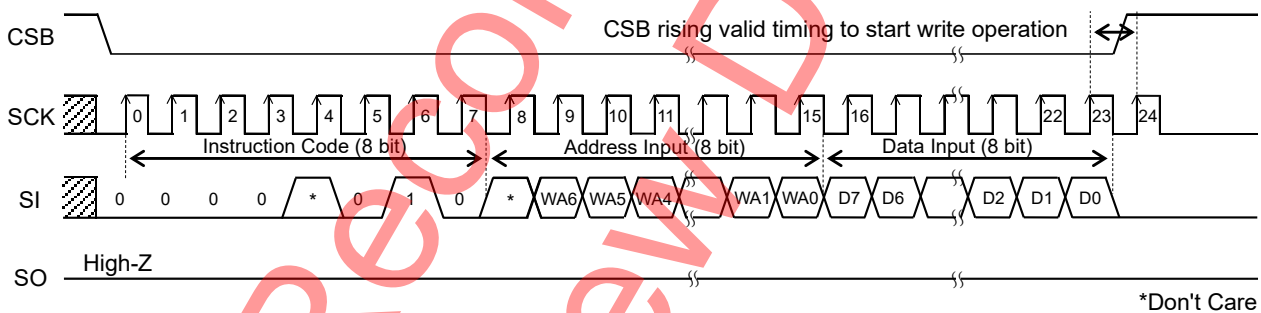 CSB
CSB rising valid timing to start write operation
SCK
0 1 2 3 4 5 6 7 8 9 10 11 15 16 22 23 24
Instruction Code (8 bit) Address Input (8 bit) Data Input (8 bit)
SI
0 0 0 0 * 0 1 0 * WA6 WA5 WA4 WA1 WA0 D7 D6 D2 D1 D0
High-Z
SO
*Don't Care